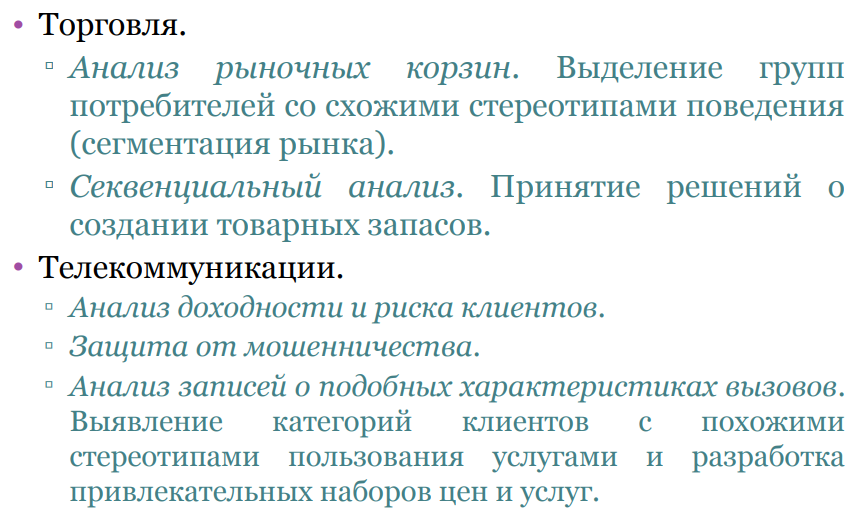 • Торговля.
▫ Анализ рыночных корзин. Выделение групп
потребителей со схожими стереотипами поведения
(сегментация рынка).
▫ Секвенциальный анализ. Принятие решений о
создании товарных запасов.
• Телекоммуникации.
▫ Анализ доходности и риска клиентов.
▫ Защита от мошенничества.
▫ Анализ записей о подобных характеристиках вызовов.
Выявление категорий клиентов с похожими
стереотипами пользования услугами и разработка
привлекательных наборов цен и услуг.